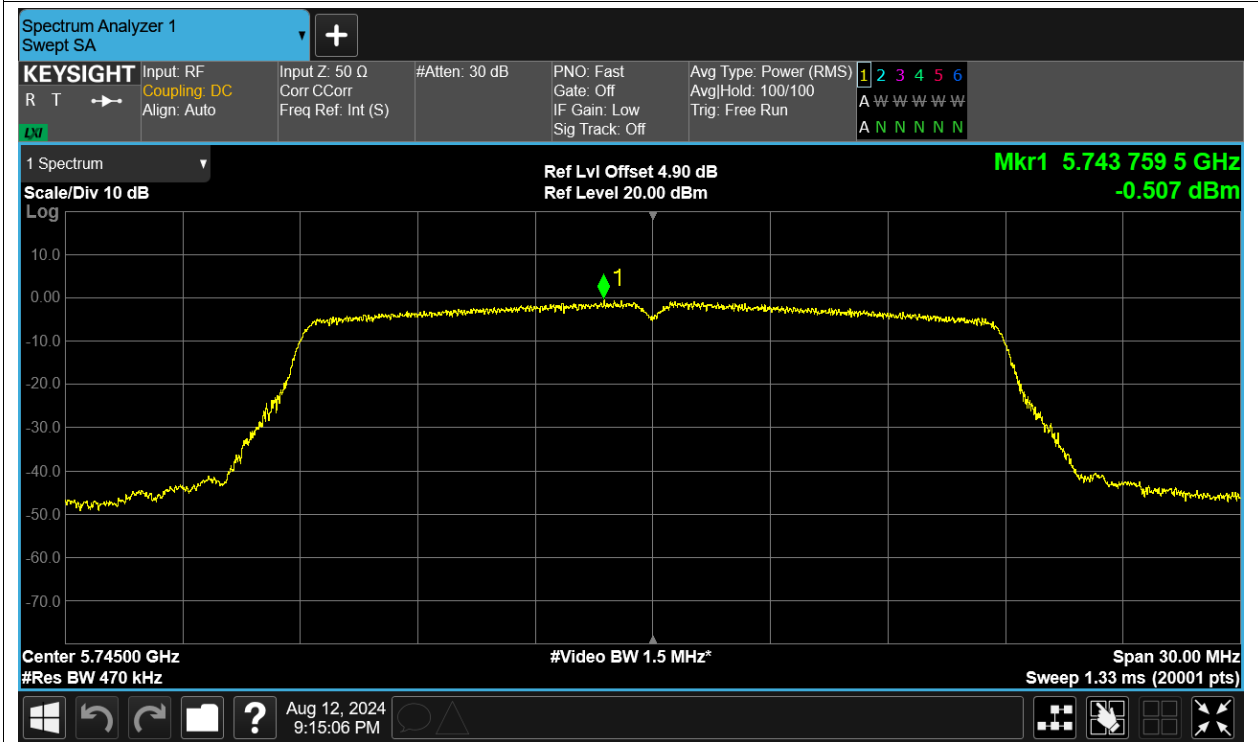 Spectrum Analyzer 1
Swept SA
KEYSIGHT
R T
LXI
Input: RF
Coupling: DC
Align: Auto
Input Z: 50 Ω
Corr CCorr
Freq Ref: Int (S)
#Atten: 30 dB
PNO: Fast
Gate: Off
IF Gain: Low
Sig Track: Off
Avg Type: Power (RMS)
Avg|Hold: 100/100
Trig: Free Run
1 2 3 4 5 6
A W W W W W
A N N N N N
1 Spectrum
Scale/Div 10 dB
Log
Ref Lvl Offset 4.90 dB
Ref Level 20.00 dBm
Mkr1 5.743 759 5 GHz
-0.507 dBm
1
10.0
0.00
-10.0
-20.0
-30.0
-40.0
-50.0
-60.0
-70.0
Center 5.74500 GHz
#Res BW 470 kHz
#Video BW 1.5 MHz*
Span 30.00 MHz
Sweep 1.33 ms (20001 pts)
?
Aug 12, 2024
9:15:06 PM